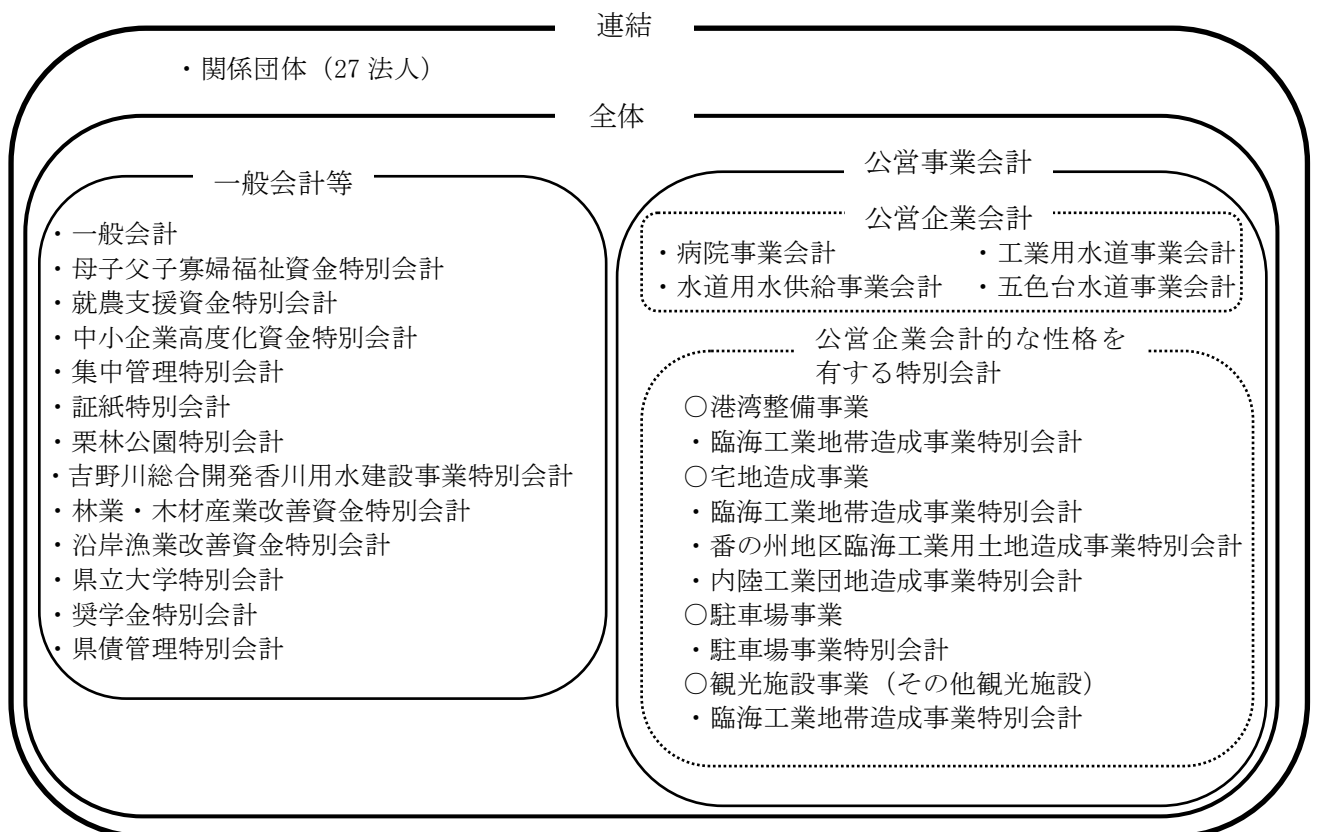 連結
・関係団体（27 法人）
全体
一般会計等
・一般会計
・母子父子寡婦福祉資金特別会計
・就農支援資金特別会計
・中小企業高度化資金特別会計
・集中管理特別会計
・証紙特別会計
・栗林公園特別会計
・吉野川総合開発香川用水建設事業特別会計
・林業・木材産業改善資金特別会計
・沿岸漁業改善資金特別会計
・県立大学特別会計
・奨学金特別会計
・県債管理特別会計
公営事業会計
公営企業会計
・病院事業会計 ・工業用水道事業会計
・水道用水供給事業会計 ・五色台水道事業会計
公営企業会計的な性格を
有する特別会計
○港湾整備事業
・臨海工業地帯造成事業特別会計
○宅地造成事業
・臨海工業地帯造成事業特別会計
・番の州地区臨海工業用土地造成事業特別会計
・内陸工業団地造成事業特別会計
○駐車場事業
・駐車場事業特別会計
○観光施設事業（その他観光施設）
・臨海工業地帯造成事業特別会計